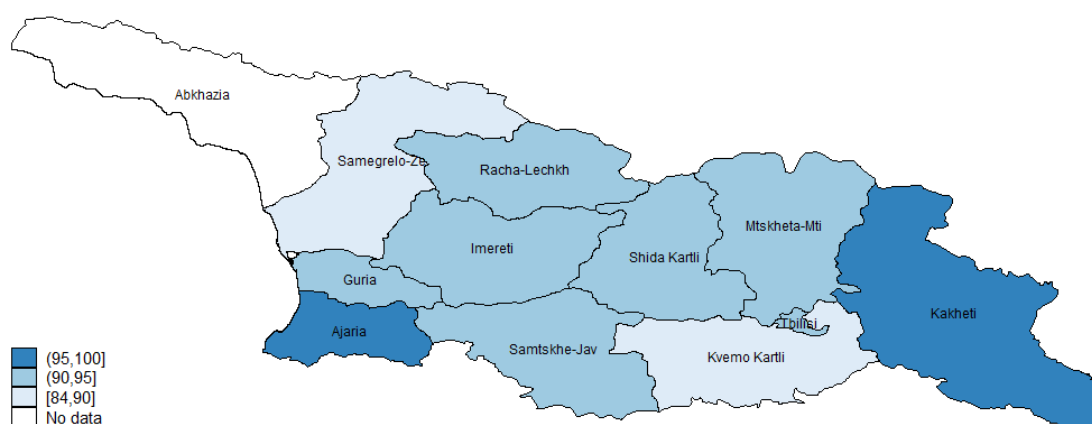 Abkhazia
Samegrelo-Ze
Racha-Lechkh
Mtskheta-Mti
Imereti
Shida Kartli
Guria
Kakheti
Tbilisi
Ajaria
Samtskhe-Jav
Kvemo Kartli
(95,100]
(90,95]
[84,90]
No data